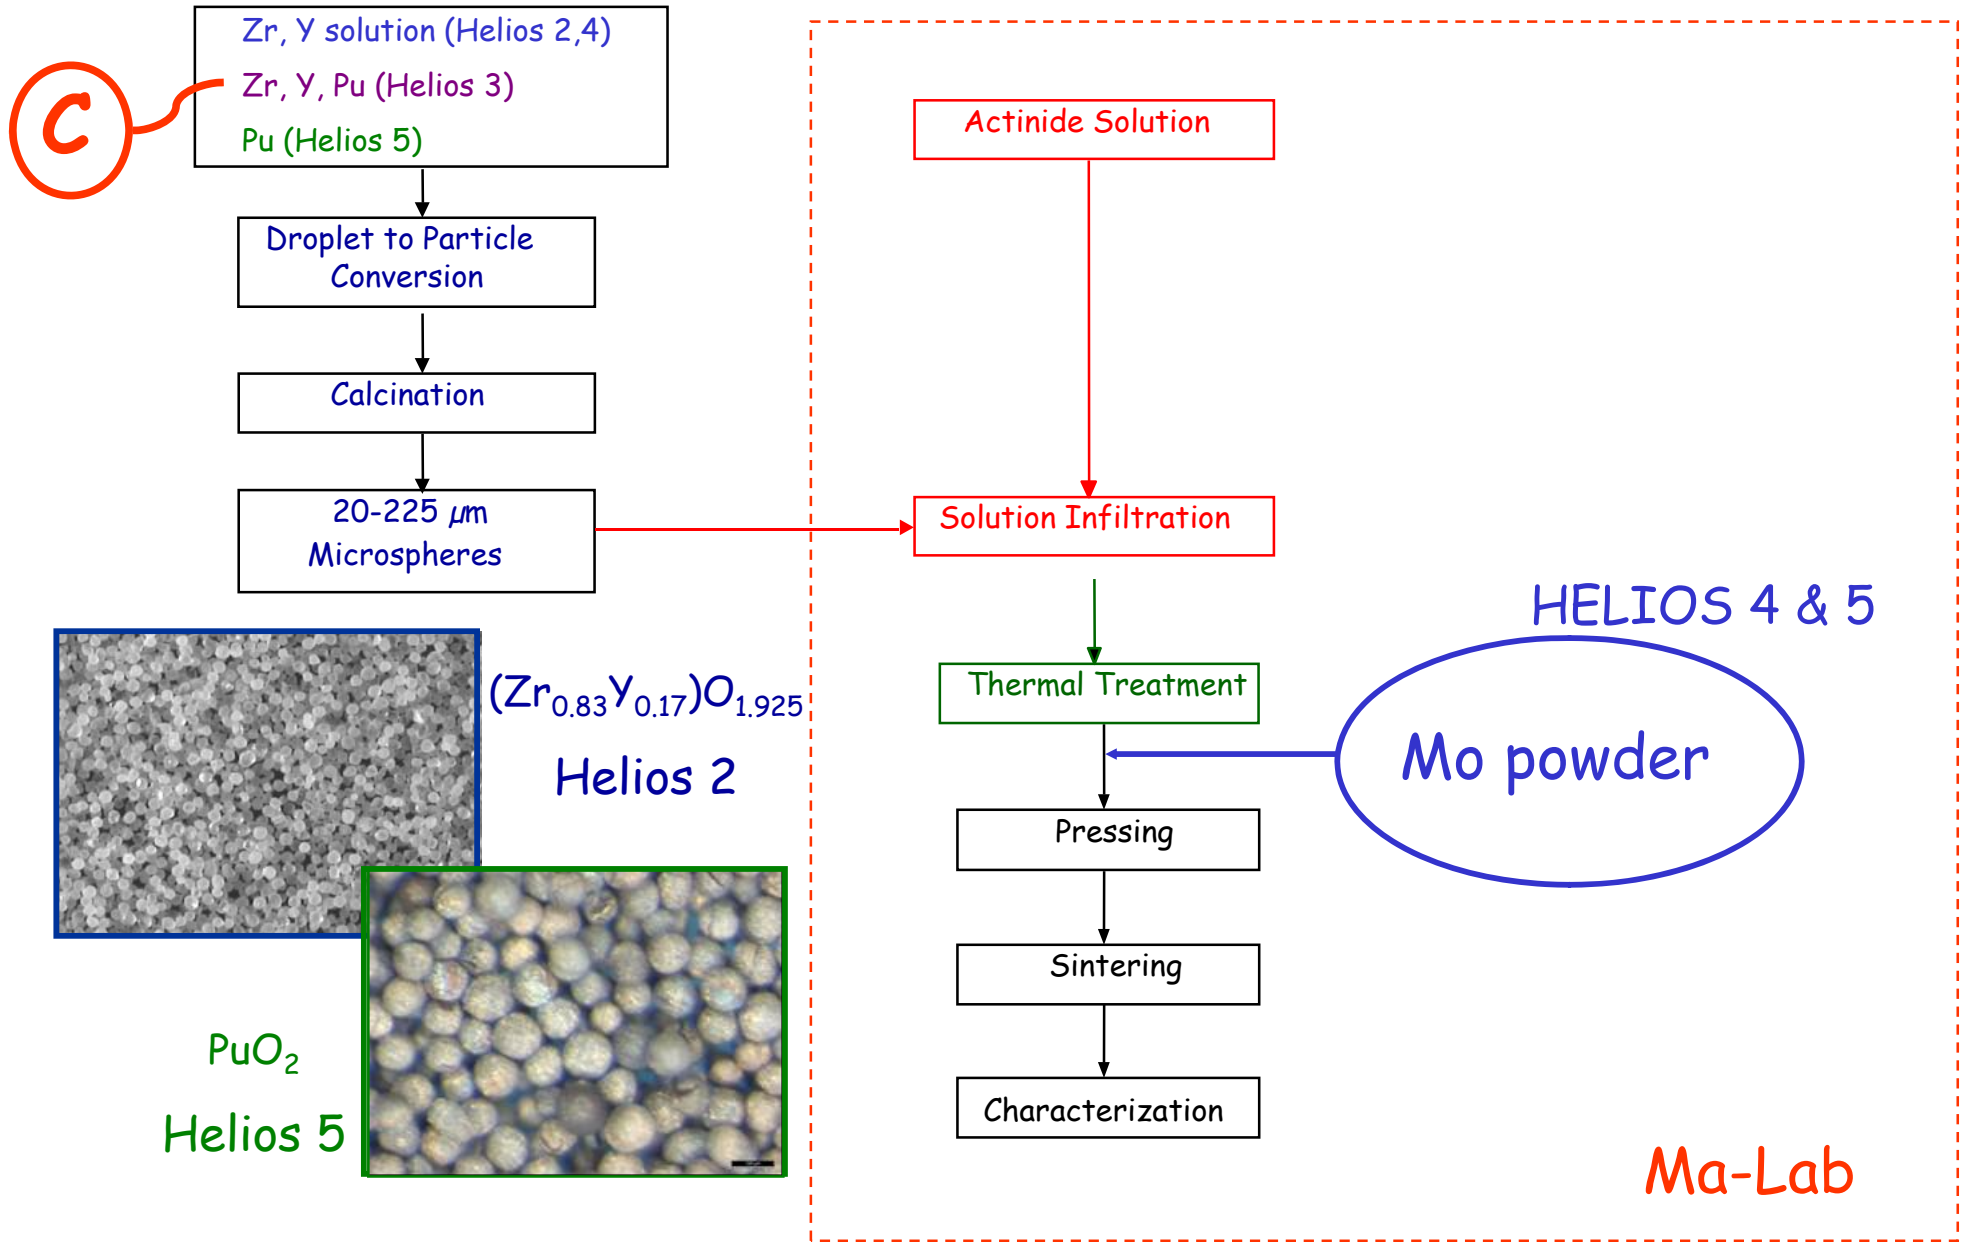 C
Zr, Y solution (Helios 2,4)
Zr, Y, Pu (Helios 3)
Pu (Helios 5)
Droplet to Particle
Conversion
Calcination
20-225 µm
Microspheres
(Zr0.83Y0.17)O1.925
Helios 2
PuO2
Helios 5
Actinide Solution
Solution Infiltration
Thermal Treatment
HELIOS 4 & 5
Mo powder
Pressing
Sintering
Characterization
Ma-Lab